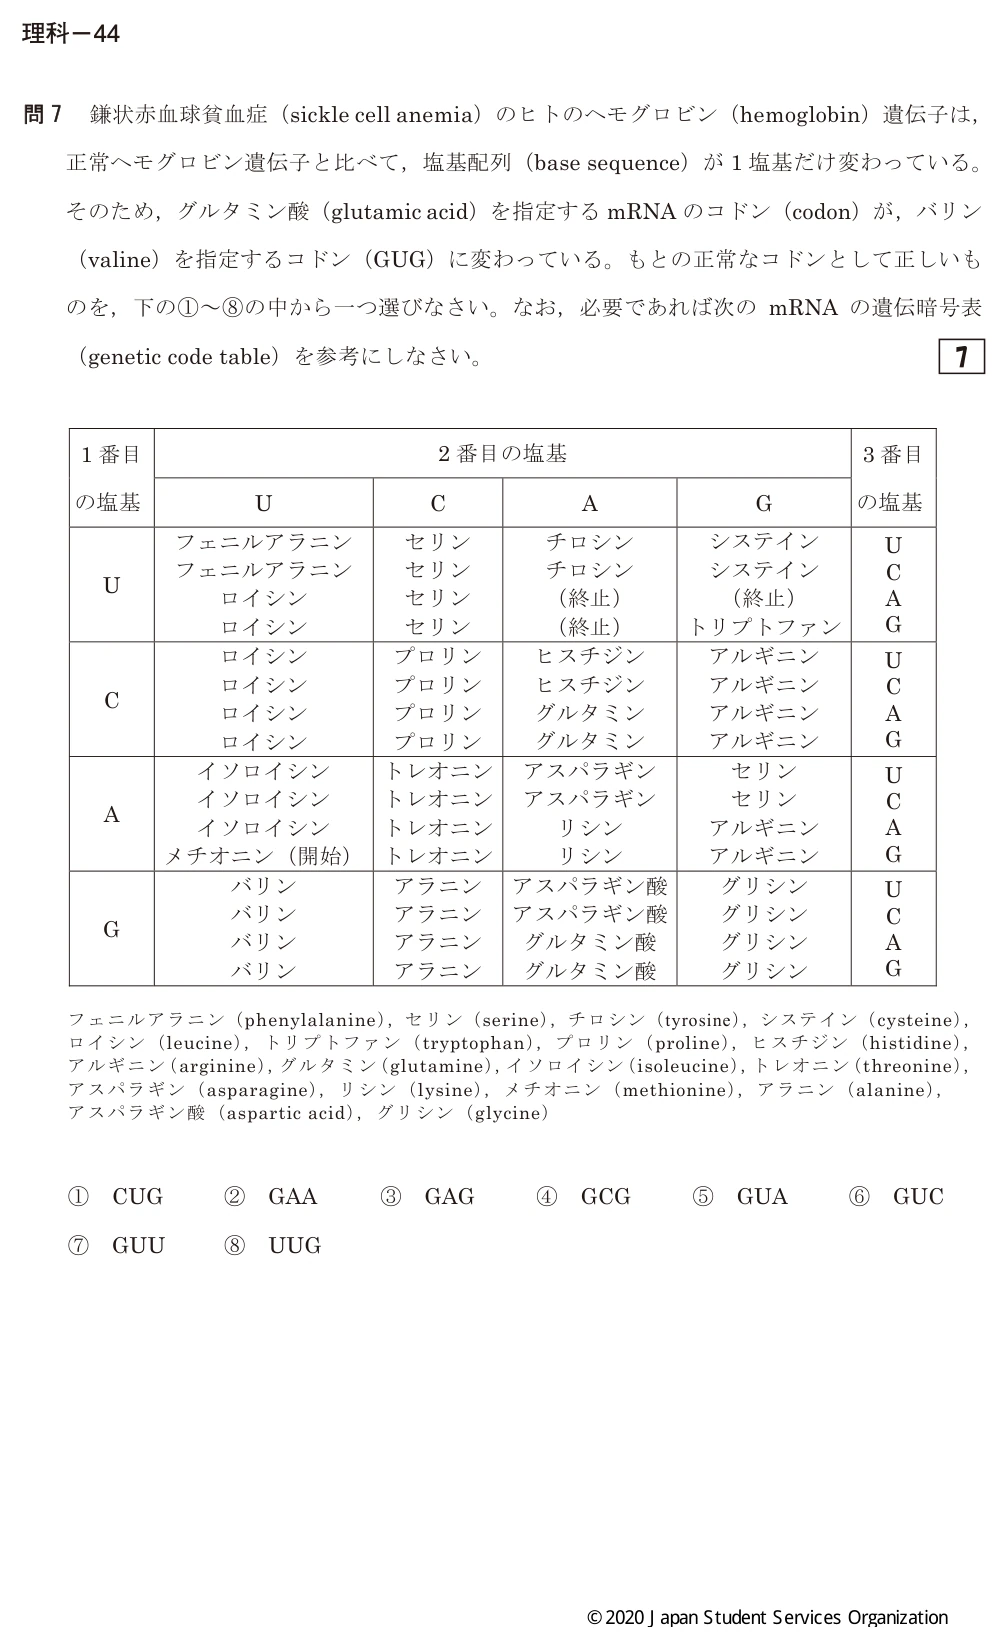 理科－44
問7 鎌状赤血球貧血症（sickle cell anemia）のヒトのヘモグロビン（hemoglobin）遺伝子は，
正常ヘモグロビン遺伝子と比べて，塩基配列（base sequence）が1塩基だけ変わっている。
そのため，グルタミン酸（glutamic acid）を指定するmRNAのコドン（codon）が，バリン
（valine）を指定するコドン（GUG）に変わっている。もとの正常なコドンとして正しいも
のを，下の①～⑧の中から一つ選びなさい。なお，必要であれば次の mRNA の遺伝暗号表
（genetic code table）を参考にしなさい。 7
1番目 2番目の塩基 3番目
の塩基 U C A G の塩基
フェニルアラニン セリン チロシン システイン U
フェニルアラニン セリン チロシン システイン C
U
ロイシン セリン （終止） （終止） A
ロイシン セリン （終止） トリプトファン G
ロイシン プロリン ヒスチジン アルギニン U
ロイシン プロリン ヒスチジン アルギニン C
C
ロイシン プロリン グルタミン アルギニン A
ロイシン プロリン グルタミン アルギニン G
イソロイシン トレオニン アスパラギン セリン U
イソロイシン トレオニン アスパラギン セリン C
A
イソロイシン トレオニン リシン アルギニン A
メチオニン（開始） トレオニン リシン アルギニン G
バリン アラニン アスパラギン酸 グリシン U
バリン アラニン アスパラギン酸 グリシン C
G
バリン アラニン グルタミン酸 グリシン A
バリン アラニン グルタミン酸 グリシン G
フェニルアラニン（phenylalanine），セリン（serine），チロシン（tyrosine），システイン（cysteine），
ロイシン（leucine），トリプトファン（tryptophan），プロリン（proline），ヒスチジン（histidine），
アルギニン（arginine），グルタミン（glutamine），イソロイシン（isoleucine），トレオニン（threonine），
アスパラギン（asparagine），リシン（lysine），メチオニン（methionine），アラニン（alanine），
アスパラギン酸（aspartic acid），グリシン（glycine）
① CUG ② GAA ③ GAG ④ GCG ⑤ GUA ⑥ GUC
⑦ GUU ⑧ UUG
© 2020 Japan Student Services Organization